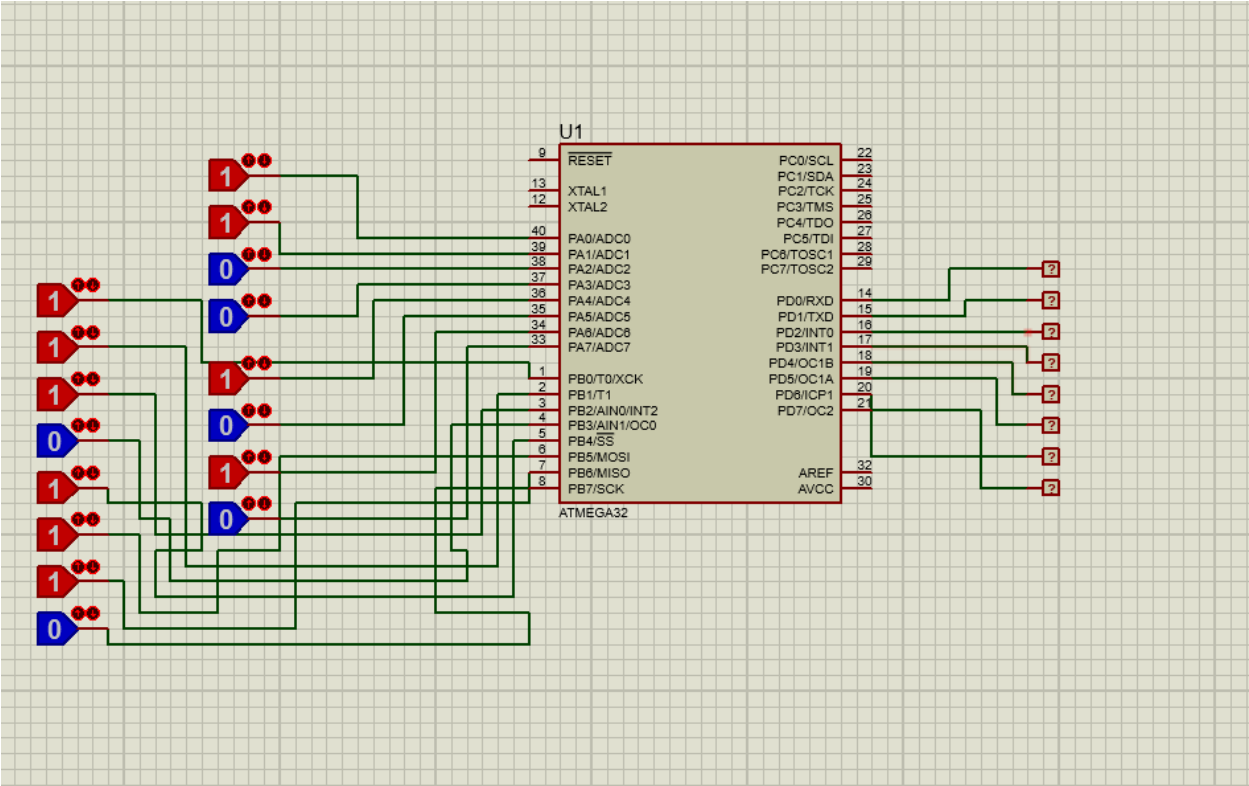 U1
1
1
0
0
1
0
1
0
1
1
1
0
1
1
1
0
9 RESET
13 XTAL1
12 XTAL2
40 PA0/ADC0
39 PA1/ADC1
38 PA2/ADC2
37 PA3/ADC3
36 PA4/ADC4
35 PA5/ADC5
34 PA6/ADC6
33 PA7/ADC7
1 PB0/T0/XCK
2 PB1/T1
3 PB2/AIN0/INT2
4 PB3/AIN1/OC0
5 PB4/SS
6 PB5/MOSI
7 PB6/MISO
8 PB7/SCK
PC0/SCL 22
PC1/SDA 23
PC2/TCK 24
PC3/TMS 25
PC4/TDO 26
PC5/TDI 27
PC6/TOSC1 28
PC7/TOSC2 29
PD0/RXD 14
PD1/TXD 15
PD2/INT0 16
PD3/INT1 17
PD4/OC1B 18
PD5/OC1A 19
PD6/ICP1 20
PD7/OC2 21
AREF 32
AVCC 30
ATMEGA32
?
?
?
?
?
?
?
?